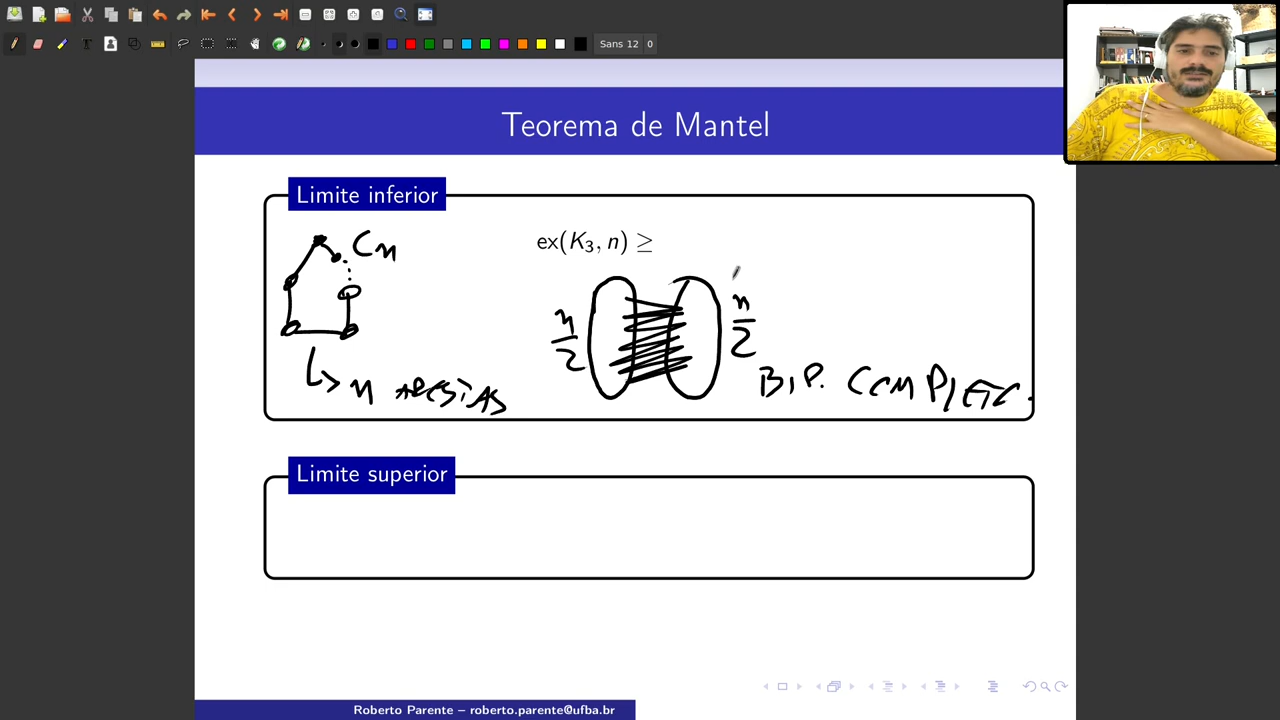 Sans 12 0
Teorema de Mantel
Limite inferior
Cn
ex(K₃, n) ≥
n/2
n/2
n ARESTAS
BIP. COMPLETO.
Limite superior
Roberto Parente – roberto.parente@ufba.br